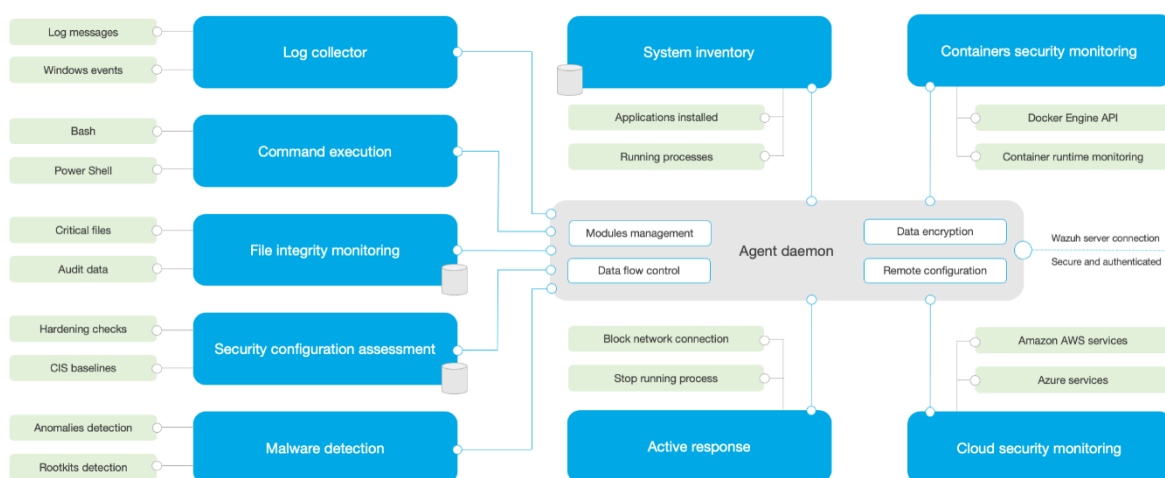 Log messages
Windows events
Log collector
Bash
Power Shell
Command execution
Critical files
Audit data
File integrity monitoring
Hardening checks
CIS baselines
Security configuration assessment
Anomalies detection
Rootkits detection
Malware detection
System inventory
Applications installed
Running processes
Containers security monitoring
Docker Engine API
Container runtime monitoring
Modules management
Data flow control
Agent daemon
Data encryption
Remote configuration
Wazuh server connection
Secure and authenticated
Block network connection
Stop running process
Active response
Amazon AWS services
Azure services
Cloud security monitoring